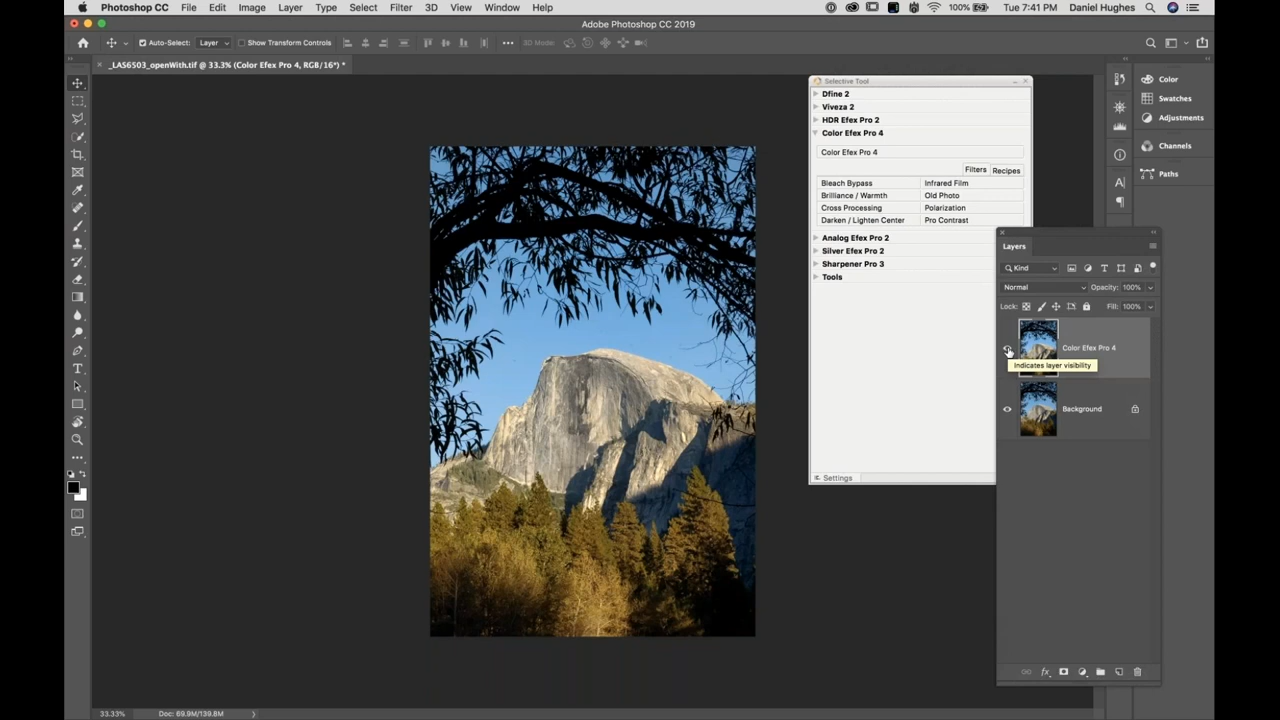 Photoshop CC File Edit Image Layer Type Select Filter 3D View Window Help 100% Tue 7:41 PM Daniel Hughes
Adobe Photoshop CC 2019
Auto-Select: Layer Show Transform Controls 3D Mode:
_LAS6503_openWith.tif @ 33.3% (Color Efex Pro 4, RGB/16*) *
Selective Tool
Dfine 2
Viveza 2
HDR Efex Pro 2
Color Efex Pro 4
Color Efex Pro 4
Filters Recipes
Bleach Bypass Infrared Film
Brilliance / Warmth Old Photo
Cross Processing Polarization
Darken / Lighten Center Pro Contrast
Analog Efex Pro 2
Silver Efex Pro 2
Sharpener Pro 3
Tools
Settings
Color
Swatches
Adjustments
Channels
Paths
Layers
Kind
Normal Opacity: 100%
Lock: Fill: 100%
Color Efex Pro 4
Indicates layer visibility
Background
33.33% Doc: 69.9M/139.8M